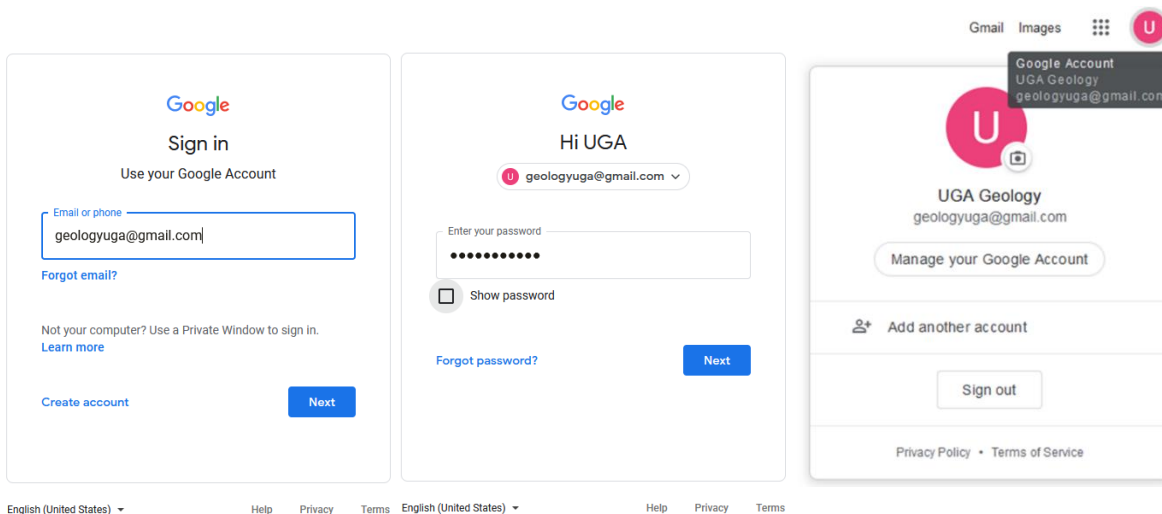 Google
Sign in
Use your Google Account
Email or phone
geologyuga@gmail.com
Forgot email?
Not your computer? Use a Private Window to sign in.
Learn more
Create account
Next
English (United States)
Help Privacy Terms
Google
Hi UGA
U geologyuga@gmail.com
Enter your password
•••••••••••
Show password
Forgot password?
Next
English (United States)
Help Privacy Terms
Gmail Images U
Google Account
UGA Geology
geologyuga@gmail.com
U
UGA Geology
geologyuga@gmail.com
Manage your Google Account
Add another account
Sign out
Privacy Policy • Terms of Service